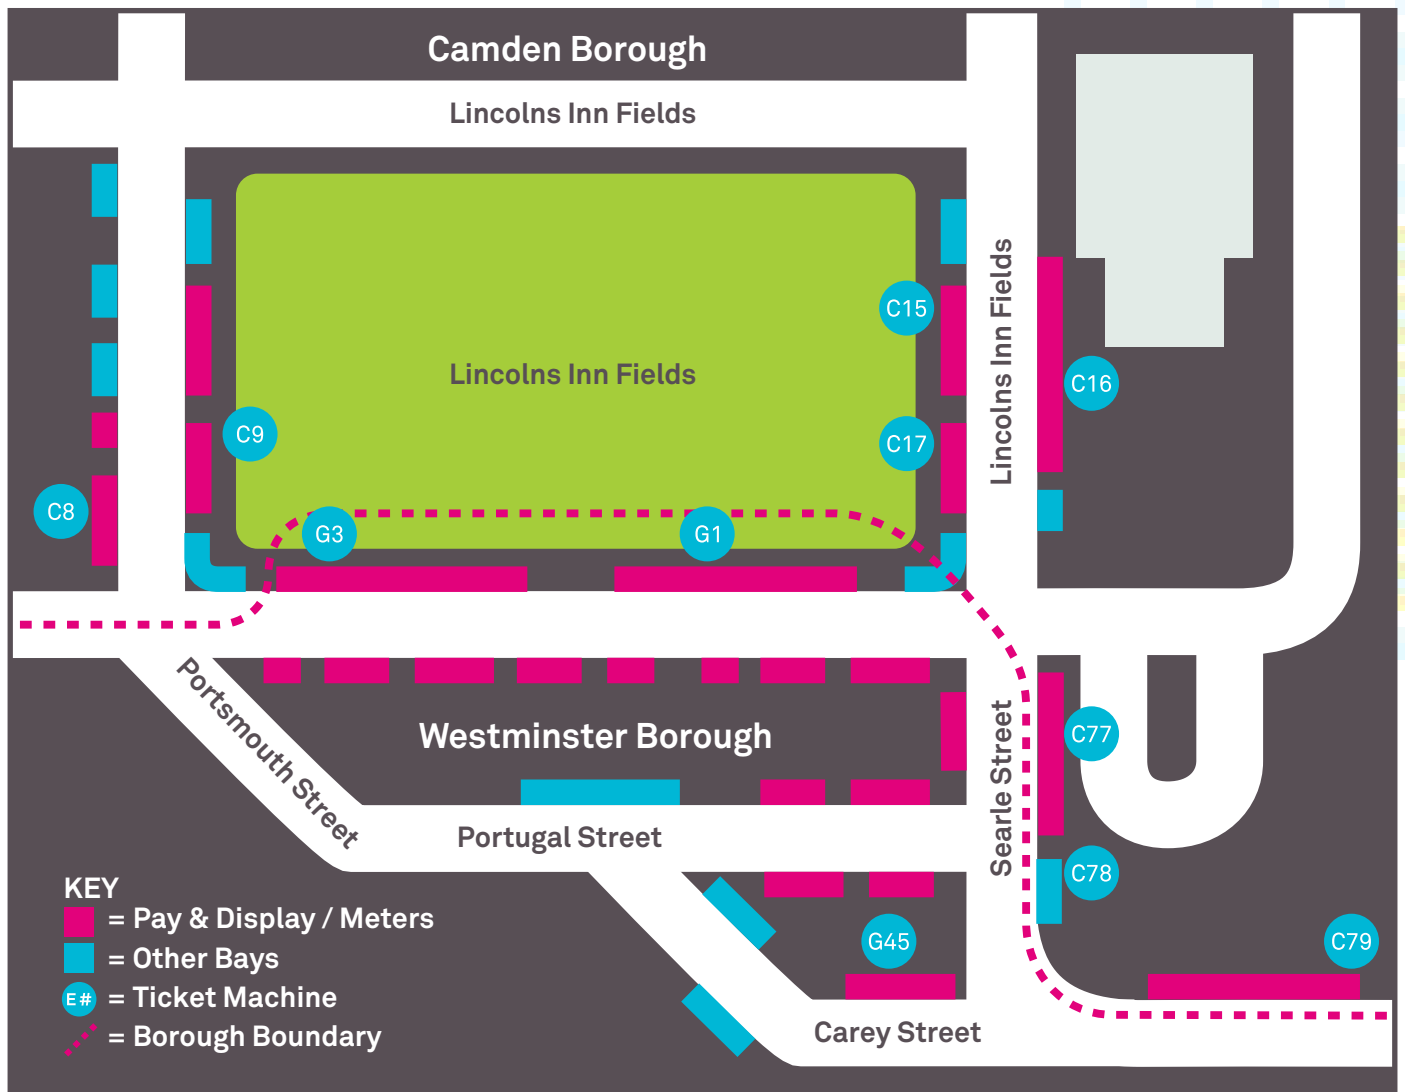 Camden Borough
Lincolns Inn Fields
Lincolns Inn Fields
C15
Lincolns Inn Fields
C16
C9
C17
C8
G3
G1
Portsmouth Street
Westminster Borough
Searle Street
C77
Portugal Street
C78
KEY
= Pay & Display / Meters
G45
C79
= Other Bays
E# = Ticket Machine
Carey Street
= Borough Boundary